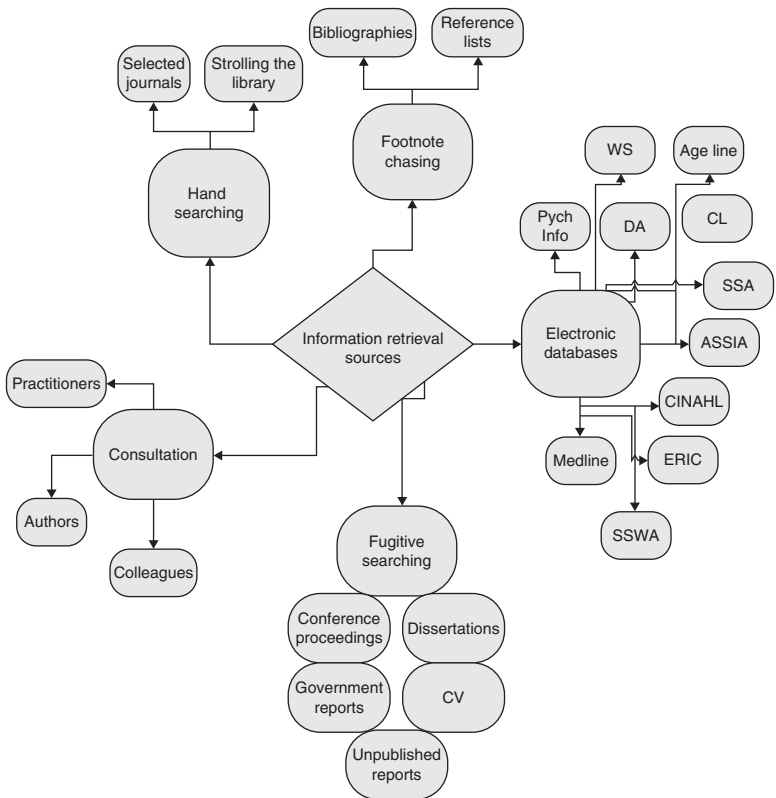 Bibliographies
Reference
lists
Selected
journals
Strolling the
library
Footnote
chasing
Hand
searching
WS
Age line
Pych
Info
DA
CL
SSA
Information retrieval
sources
Electronic
databases
ASSIA
Practitioners
CINAHL
Consultation
Medline
ERIC
Authors
SSWA
Colleagues
Fugitive
searching
Conference
proceedings
Dissertations
Government
reports
CV
Unpublished
reports